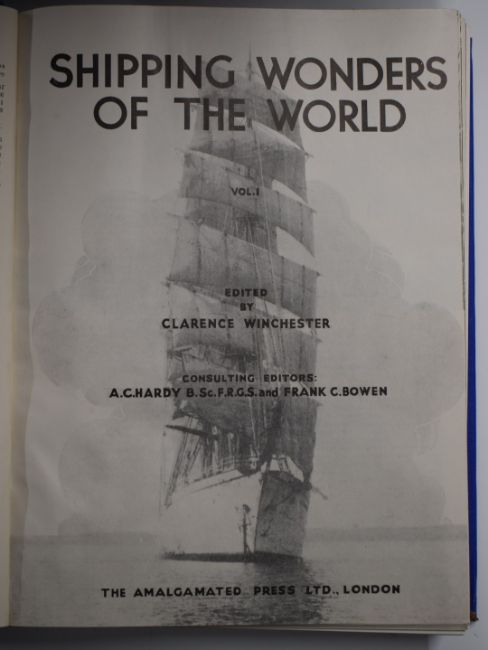 SHIPPING WONDERS
OF THE WORLD
VOL.I
EDITED
BY
CLARENCE WINCHESTER
CONSULTING EDITORS:
A.C.HARDY B.Sc.F.R.G.S. and FRANK C.BOWEN
THE AMALGAMATED PRESS LTD., LONDON